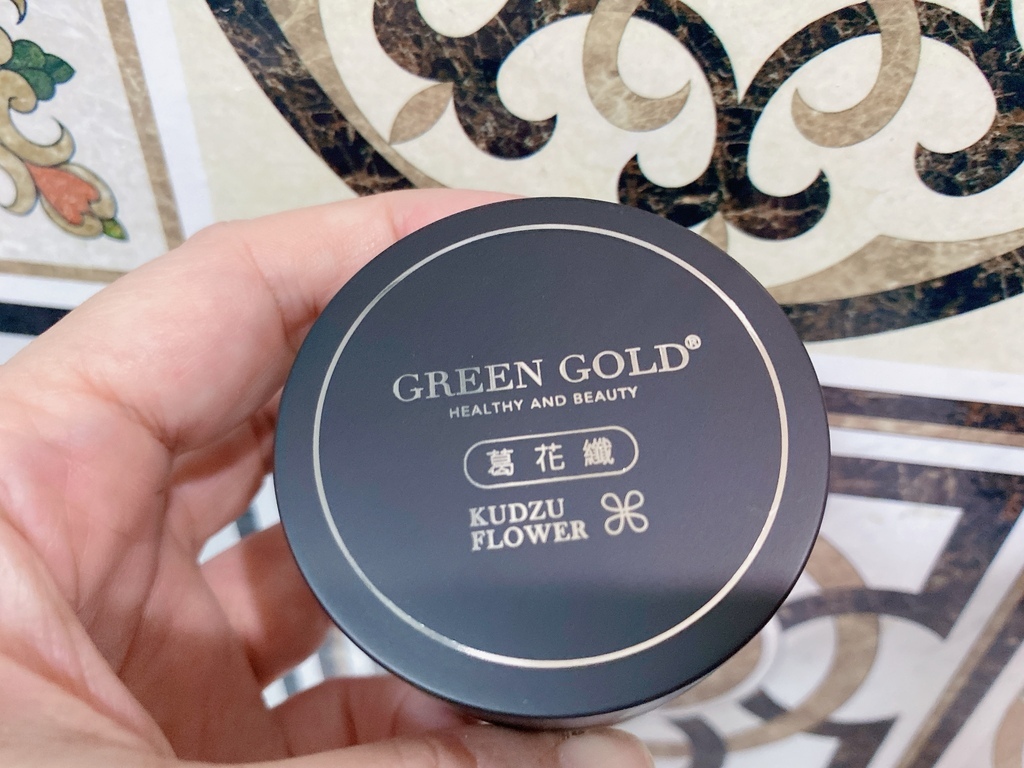 GREEN GOLD®
HEALTHY AND BEAUTY
葛花纖
KUDZU
FLOWER